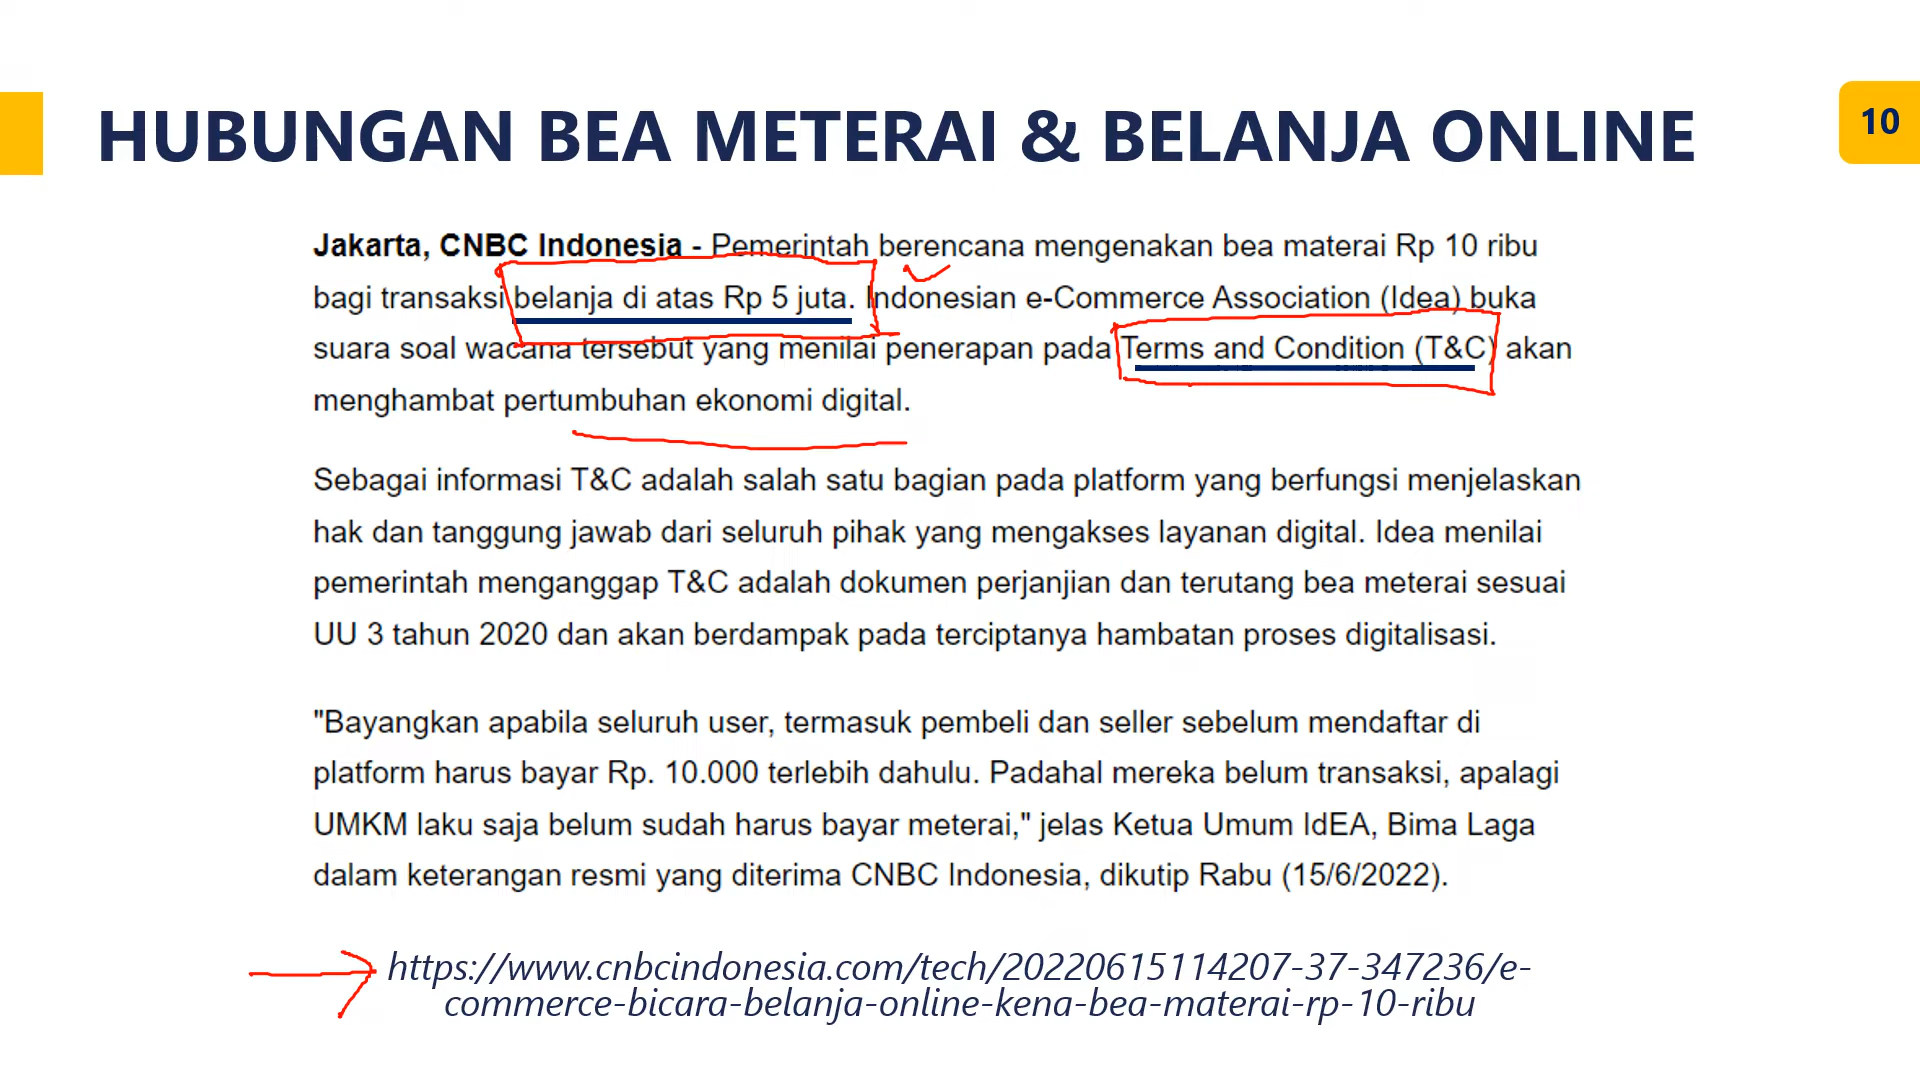 HUBUNGAN BEA METERAI & BELANJA ONLINE
10
Jakarta, CNBC Indonesia - Pemerintah berencana mengenakan bea materai Rp 10 ribu
bagi transaksi belanja di atas Rp 5 juta. Indonesian e-Commerce Association (Idea) buka
suara soal wacana tersebut yang menilai penerapan pada Terms and Condition (T&C) akan
menghambat pertumbuhan ekonomi digital.
Sebagai informasi T&C adalah salah satu bagian pada platform yang berfungsi menjelaskan
hak dan tanggung jawab dari seluruh pihak yang mengakses layanan digital. Idea menilai
pemerintah menganggap T&C adalah dokumen perjanjian dan terutang bea meterai sesuai
UU 3 tahun 2020 dan akan berdampak pada terciptanya hambatan proses digitalisasi.
"Bayangkan apabila seluruh user, termasuk pembeli dan seller sebelum mendaftar di
platform harus bayar Rp. 10.000 terlebih dahulu. Padahal mereka belum transaksi, apalagi
UMKM laku saja belum sudah harus bayar meterai," jelas Ketua Umum IdEA, Bima Laga
dalam keterangan resmi yang diterima CNBC Indonesia, dikutip Rabu (15/6/2022).
https://www.cnbcindonesia.com/tech/20220615114207-37-347236/e-
commerce-bicara-belanja-online-kena-bea-materai-rp-10-ribu